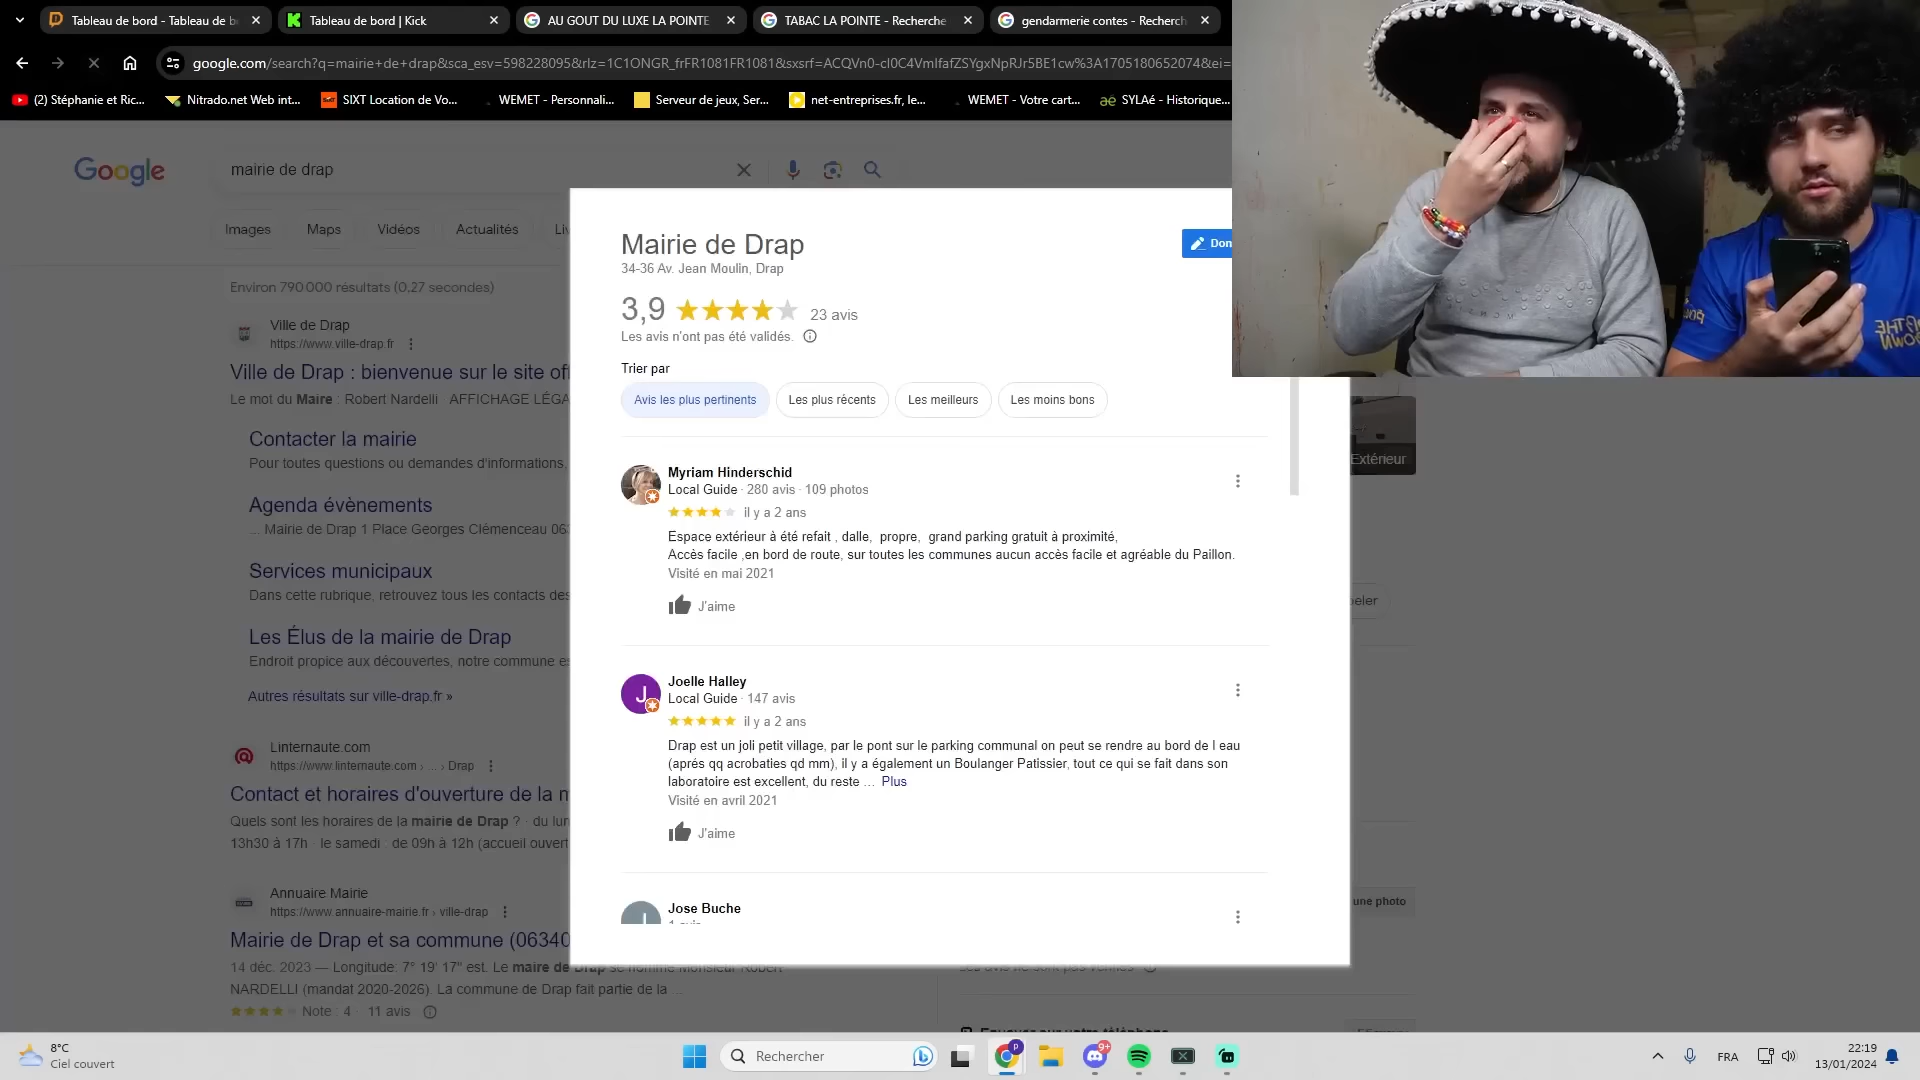 Tableau de bord - Tableau de b
Tableau de bord | Kick
AU GOUT DU LUXE LA POINTE
TABAC LA POINTE - Recherche
gendarmerie contes - Recherch
google.com/search?q=mairie+de+drap&sca_esv=598228095&rlz=1C1ONGR_frFR1081FR1081&sxsrf=ACQVn0-cI0C4VmIfafZSYgxNpRJr5BE1cw%3A1705180652074&ei=
(2) Stéphanie et Ric...
Nitrado.net Web int...
SIXT Location de Vo...
WEMET - Personnali...
Serveur de jeux, Ser...
net-entreprises.fr, le...
WEMET - Votre cart...
SYLAé - Historique...
Google
mairie de drap
Images
Maps
Vidéos
Actualités
Liv
Environ 790 000 résultats (0,27 secondes)
Ville de Drap
https://www.ville-drap.fr
Ville de Drap : bienvenue sur le site of
Le mot du Maire : Robert Nardelli AFFICHAGE LÉGA
Contacter la mairie
Pour toutes questions ou demandes d'informations.
Agenda évènements
... Mairie de Drap 1 Place Georges Clémenceau 063
Services municipaux
Dans cette rubrique, retrouvez tous les contacts des
Les Élus de la mairie de Drap
Endroit propice aux découvertes, notre commune es
Autres résultats sur ville-drap.fr »
Linternaute.com
https://www.linternaute.com › ... › Drap
Contact et horaires d'ouverture de la m
Quels sont les horaires de la mairie de Drap ? · du lur
13h30 à 17h · le samedi : de 09h à 12h (accueil ouvert
Annuaire Mairie
https://www.annuaire-mairie.fr › ville-drap
Mairie de Drap et sa commune (06340
14 déc. 2023 — Longitude: 7° 19' 17" est. Le maire de Drap se nomme Monsieur Robert
NARDELLI (mandat 2020-2026). La commune de Drap fait partie de la ...
Note : 4 · 11 avis
Mairie de Drap
34-36 Av. Jean Moulin, Drap
Don
3,9
23 avis
Les avis n'ont pas été validés.
Trier par
Avis les plus pertinents
Les plus récents
Les meilleurs
Les moins bons
Myriam Hinderschid
Local Guide · 280 avis · 109 photos
il y a 2 ans
Espace extérieur à été refait , dalle, propre, grand parking gratuit à proximité,
Accès facile ,en bord de route, sur toutes les communes aucun accès facile et agréable du Paillon.
Visité en mai 2021
J'aime
J
Joelle Halley
Local Guide · 147 avis
il y a 2 ans
Drap est un joli petit village, par le pont sur le parking communal on peut se rendre au bord de l eau
(aprés qq acrobaties qd mm), il y a également un Boulanger Patissier, tout ce qui se fait dans son
laboratoire est excellent, du reste ... Plus
Visité en avril 2021
J'aime
J
Jose Buche
1 avis
Extérieur
peler
une photo
8°C
Ciel couvert
Rechercher
9+
FRA
22:19
13/01/2024